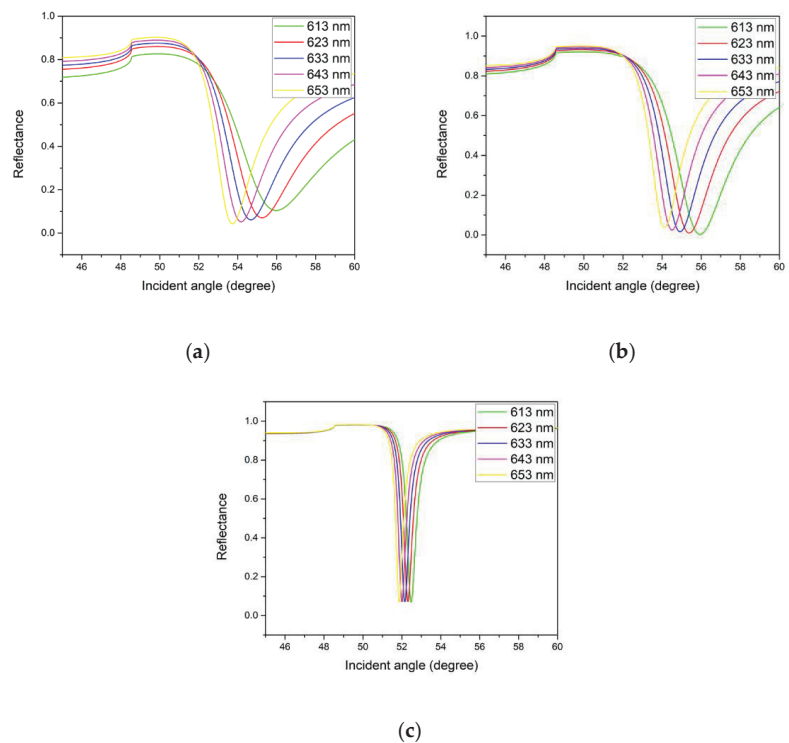 1.0
0.8
0.6
0.4
0.2
0.0
Reflectance
46 48 50 52 54 56 58 60
Incident angle (degree)
613 nm
623 nm
633 nm
643 nm
653 nm
(a)
1.0
0.8
0.6
0.4
0.2
0.0
Reflectance
46 48 50 52 54 56 58 60
Incident angle (degree)
613 nm
623 nm
633 nm
643 nm
653 nm
(b)
1.0
0.8
0.6
0.4
0.2
0.0
Reflectance
46 48 50 52 54 56 58 60
Incident angle (degree)
613 nm
623 nm
633 nm
643 nm
653 nm
(c)